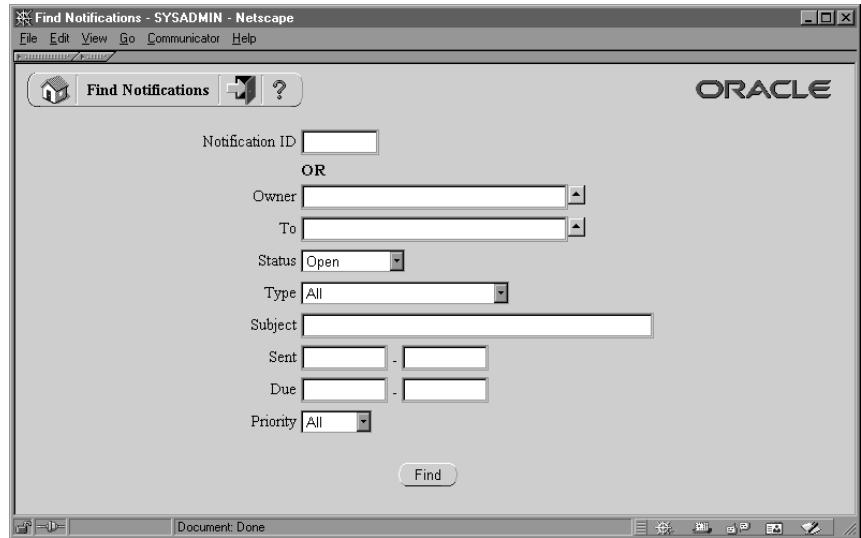 Find Notifications - SYSADMIN - Netscape
File Edit View Go Communicator Help
Find Notifications ? ORACLE
Notification ID
OR
Owner
To
Status Open
Type All
Subject
Sent -
Due -
Priority All
Find
Document: Done